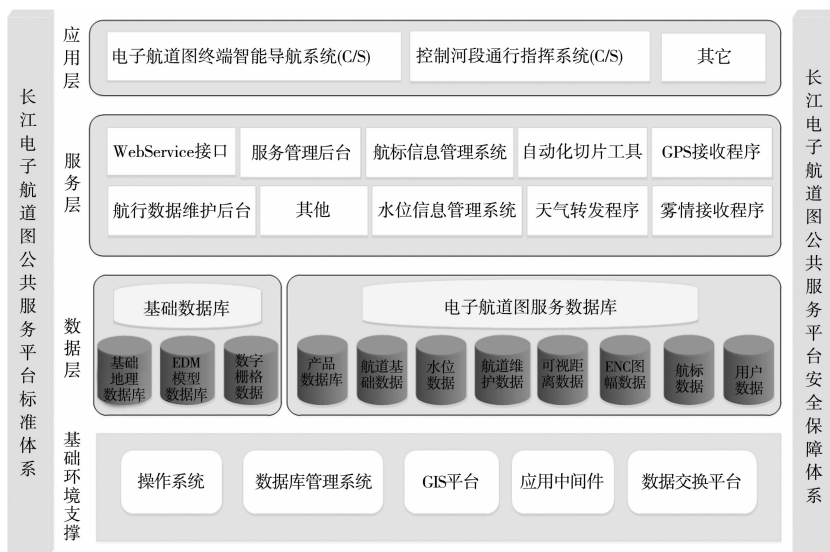 长江电子航道图公共服务平台标准体系
应用层
电子航道图终端智能导航系统(C/S)
控制河段通行指挥系统(C/S)
其它
服务层
WebService接口
服务管理后台
航标信息管理系统
自动化切片工具
GPS接收程序
航行数据维护后台
其他
水位信息管理系统
天气转发程序
雾情接收程序
数据层
基础数据库
基础
地理
数据库
EDM
模型
数据库
数字
栅格
数据
电子航道图服务数据库
产品
数据库
航道基
础数据
水位
数据
航道维
护数据
可视距
离数据
ENC图
幅数据
航标
数据
用户
数据
基础环境支撑
操作系统
数据库管理系统
GIS平台
应用中间件
数据交换平台
长江电子航道图公共服务平台安全保障体系